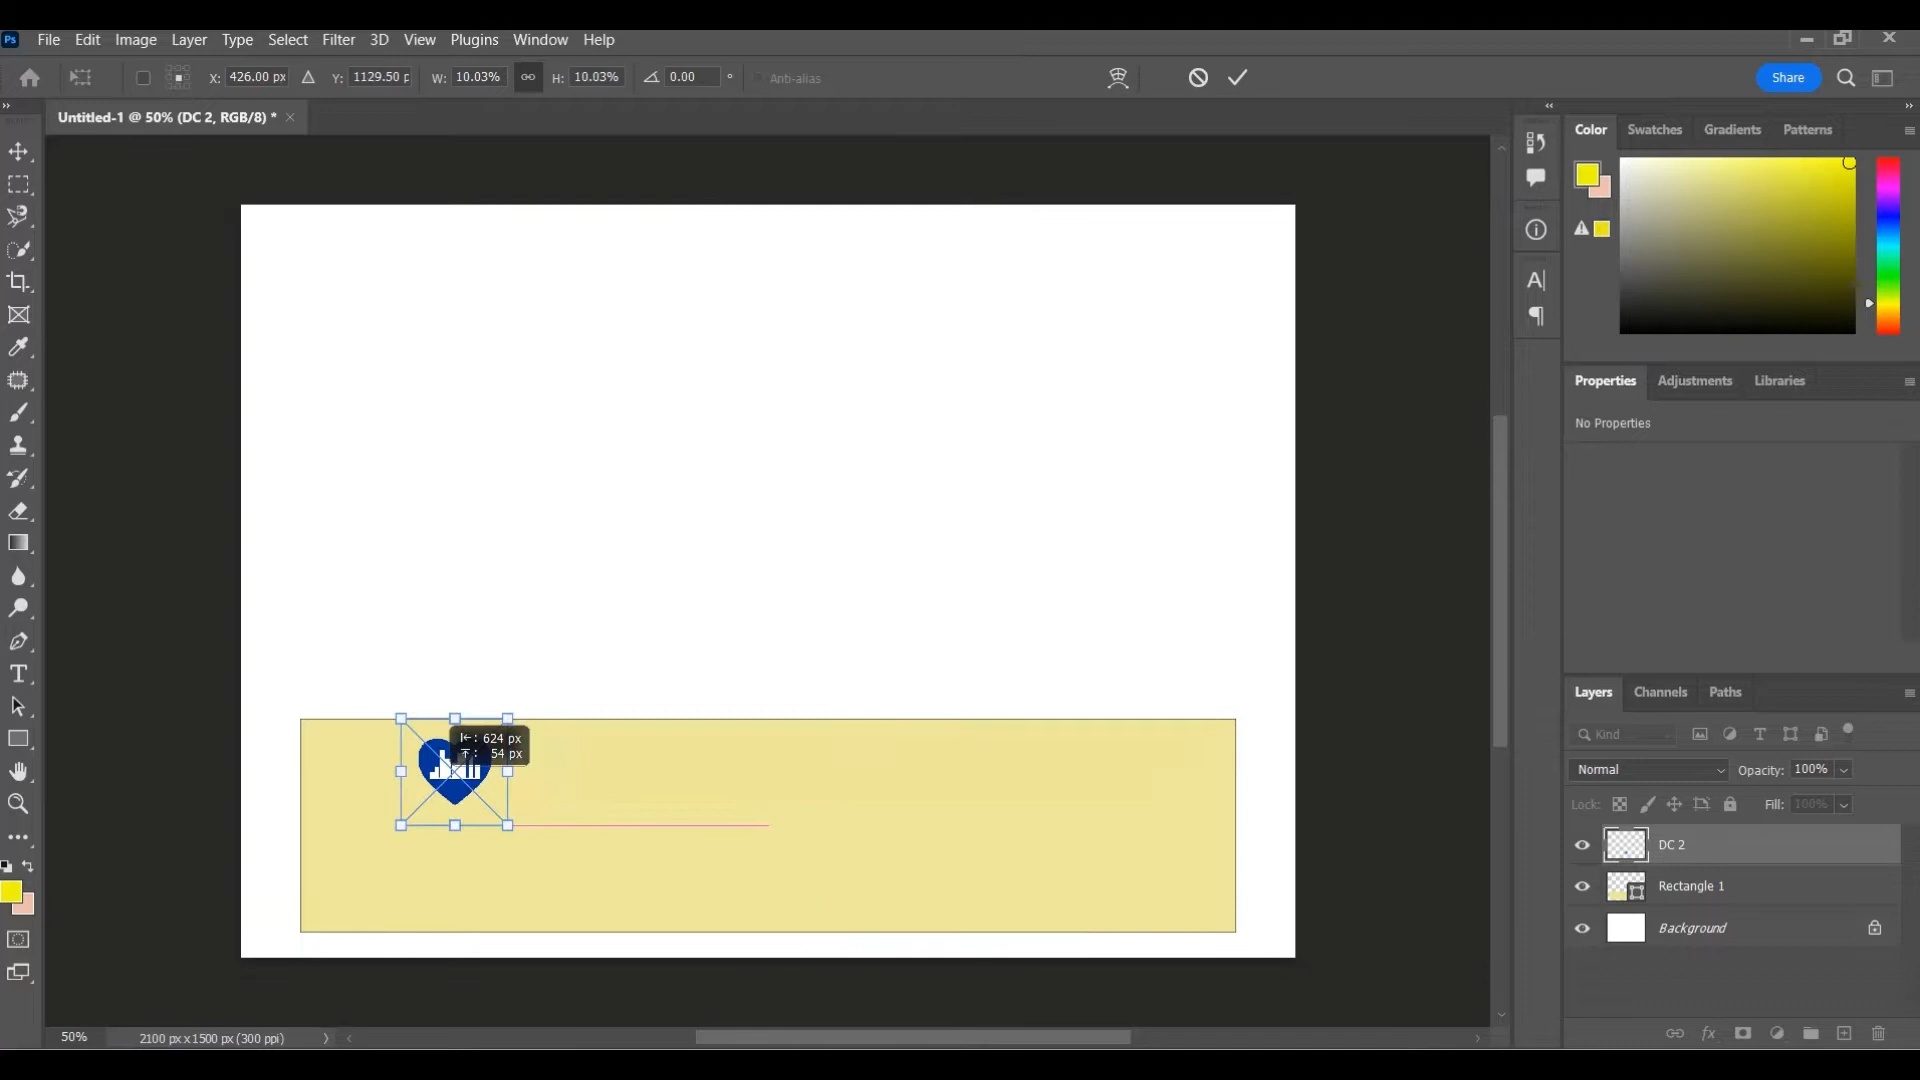 Ps File Edit Image Layer Type Select Filter 3D View Plugins Window Help
X: 426.00 px Y: 1129.50 p W: 10.03% H: 10.03% 0.00 ° Anti-alias Share
Untitled-1 @ 50% (DC 2, RGB/8) *
Color Swatches Gradients Patterns
Properties Adjustments Libraries
No Properties
624 px
54 px
Layers Channels Paths
Kind
Normal Opacity: 100%
Lock: Fill: 100%
DC 2
Rectangle 1
Background
50% 2100 px x 1500 px (300 ppi)